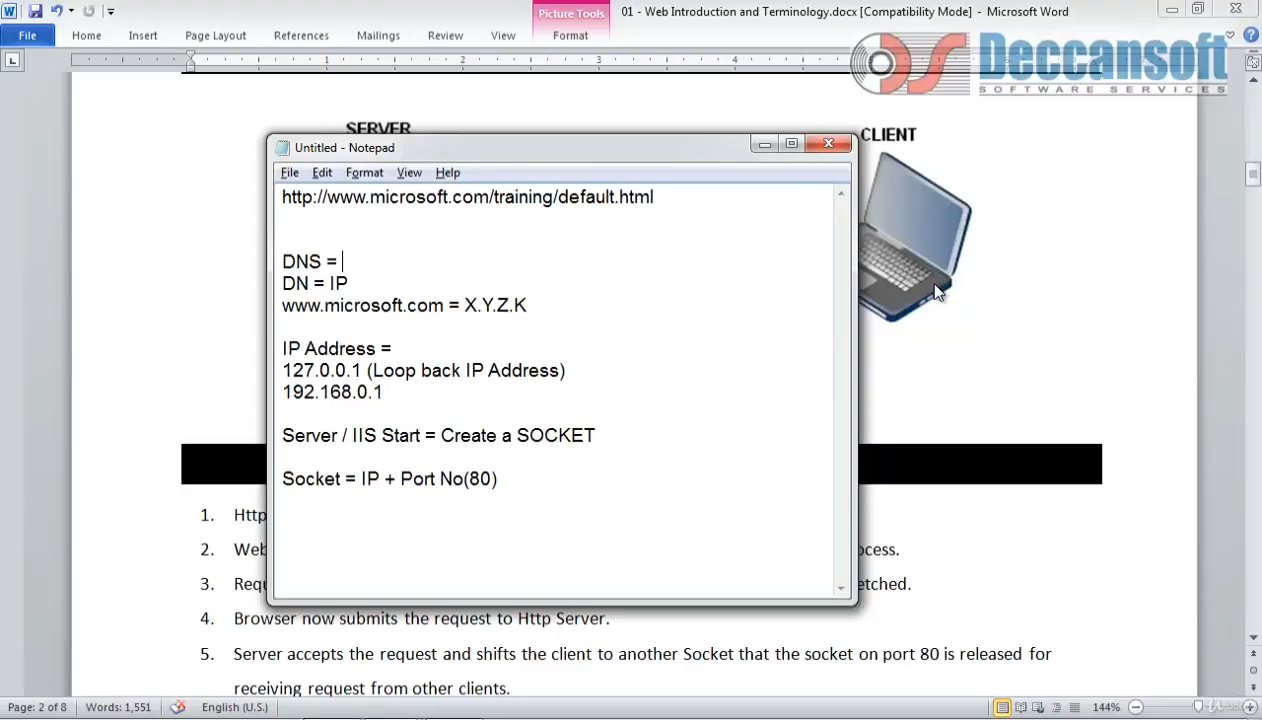 01 - Web Introduction and Terminology.docx [Compatibility Mode] - Microsoft Word
Picture Tools
File Home Insert Page Layout References Mailings Review View Format
Deccansoft
SOFTWARE SERVICES
1 2 3 4 5
SERVER
CLIENT
Untitled - Notepad
File Edit Format View Help
http://www.microsoft.com/training/default.html
DNS =
DN = IP
www.microsoft.com = X.Y.Z.K
IP Address =
127.0.0.1 (Loop back IP Address)
192.168.0.1
Server / IIS Start = Create a SOCKET
Socket = IP + Port No(80)
1. Http
2. Web ocess.
3. Requ etched.
4. Browser now submits the request to Http Server.
5. Server accepts the request and shifts the client to another Socket that the socket on port 80 is released for
receiving request from other clients.
Page: 2 of 8 Words: 1,551 English (U.S.) 144%